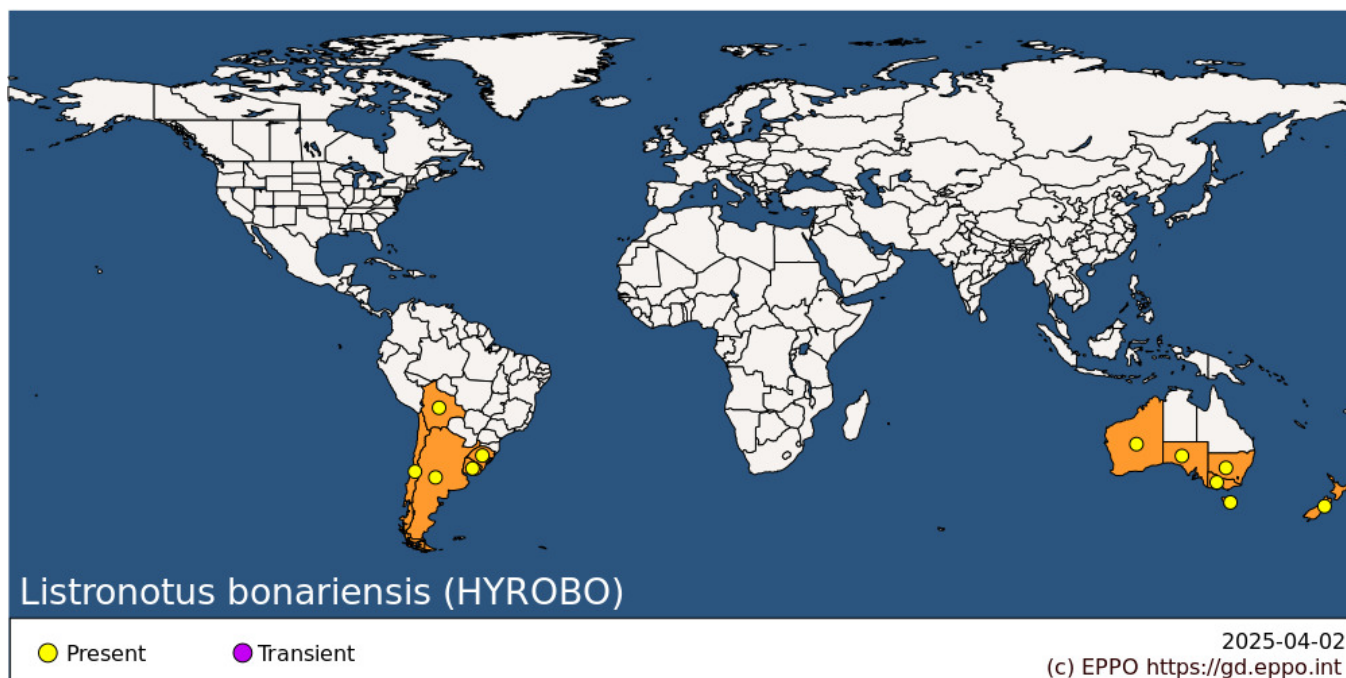 Listronotus bonariensis (HYROBO)
Present
Transient
2025-04-02
(c) EPPO https://gd.eppo.int